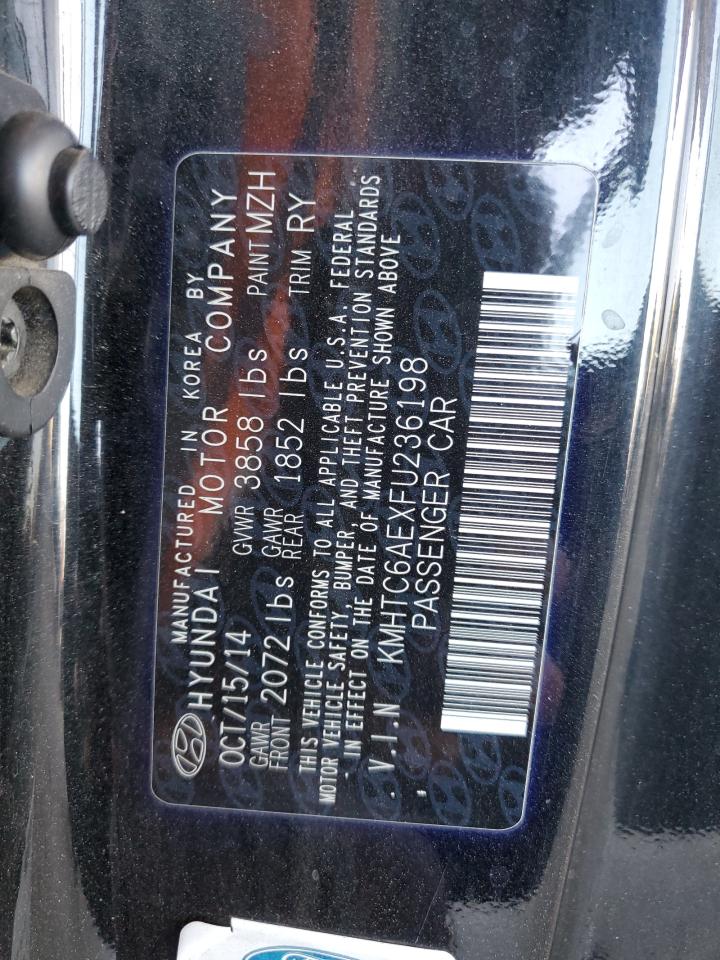 MANUFACTURED IN KOREA BY
HYUNDAI MOTOR COMPANY
OCT/15/14 GVWR 3858 lbs PAINT MZH
GAWR FRONT 2072 lbs GAWR REAR 1852 lbs TRIM RY
THIS VEHICLE CONFORMS TO ALL APPLICABLE U.S.A. FEDERAL
MOTOR VEHICLE SAFETY, BUMPER, AND THEFT PREVENTION STANDARDS
IN EFFECT ON THE DATE OF MANUFACTURE SHOWN ABOVE
V.I.N KMHTC6AEXFU236198
PASSENGER CAR